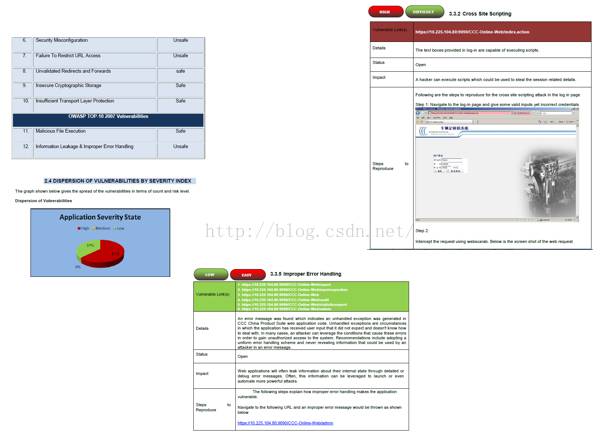 6. Security Misconfiguration Unsafe
7. Failure To Restrict URL Access Unsafe
8. Unvalidated Redirects and Forwards safe
9. Insecure Cryptographic Storage Safe
10. Insufficient Transport Layer Protection Safe
OWASP TOP 10 2007 Vulnerabilities
11. Malicious File Execution Safe
12. Information Leakage & Improper Error Handling Unsafe
2.4 DISPERSION OF VULNERABILITIES BY SEVERITY INDEX
The graph shown below gives the spread of the vulnerabilities in terms of count and risk level.
Dispersion of Vulnerabilities
Application Severity State
High Medium Low
HIGH DIFFICULT 3.3.2 Cross Site Scripting
Vulnerable Link(s) https://10.225.104.80:9090/CCC-Online-Web/index.action
Details The text boxes provided in log-in are capable of executing scripts.
Status Open
Impact A hacker can execute scripts which could be used to steal the session related details.
Following are the steps to reproduce for the cross site scripting attack in the log in page
Step 1: Navigate to the log in page and give some valid inputs yet incorrect credentials.
Steps to
Reproduce
Step 2:
Intercept the request using webscarab. Below is the screen shot of the web request
http://blog.csdn.net/
LOW EASY 3.3.5 Improper Error Handling
Vulnerable Link(s)
Details
An error message was found which indicates an unhandled exception was generated in
CCC China Product Suite web application code. Unhandled exceptions are circumstances
in which the application has received user input that it did not expect and doesn't know how
to deal with. In many cases, an attacker can leverage the conditions that cause these errors
in order to gain unauthorized access to the system. Recommendations include adopting a
uniform error handling scheme and never revealing information that could be used by an
attacker in an error message.
Status Open
Impact
Web applications will often leak information about their internal state through detailed or
debug error messages. Often, this information can be leveraged to launch or even
automate more powerful attacks.
Steps to
Reproduce
The following steps explain how improper error handling makes the application
vulnerable.
Navigate to the following URL and an improper error message would be thrown as shown
below
https://10.225.104.80:9090/CCC-Online-Web/admin